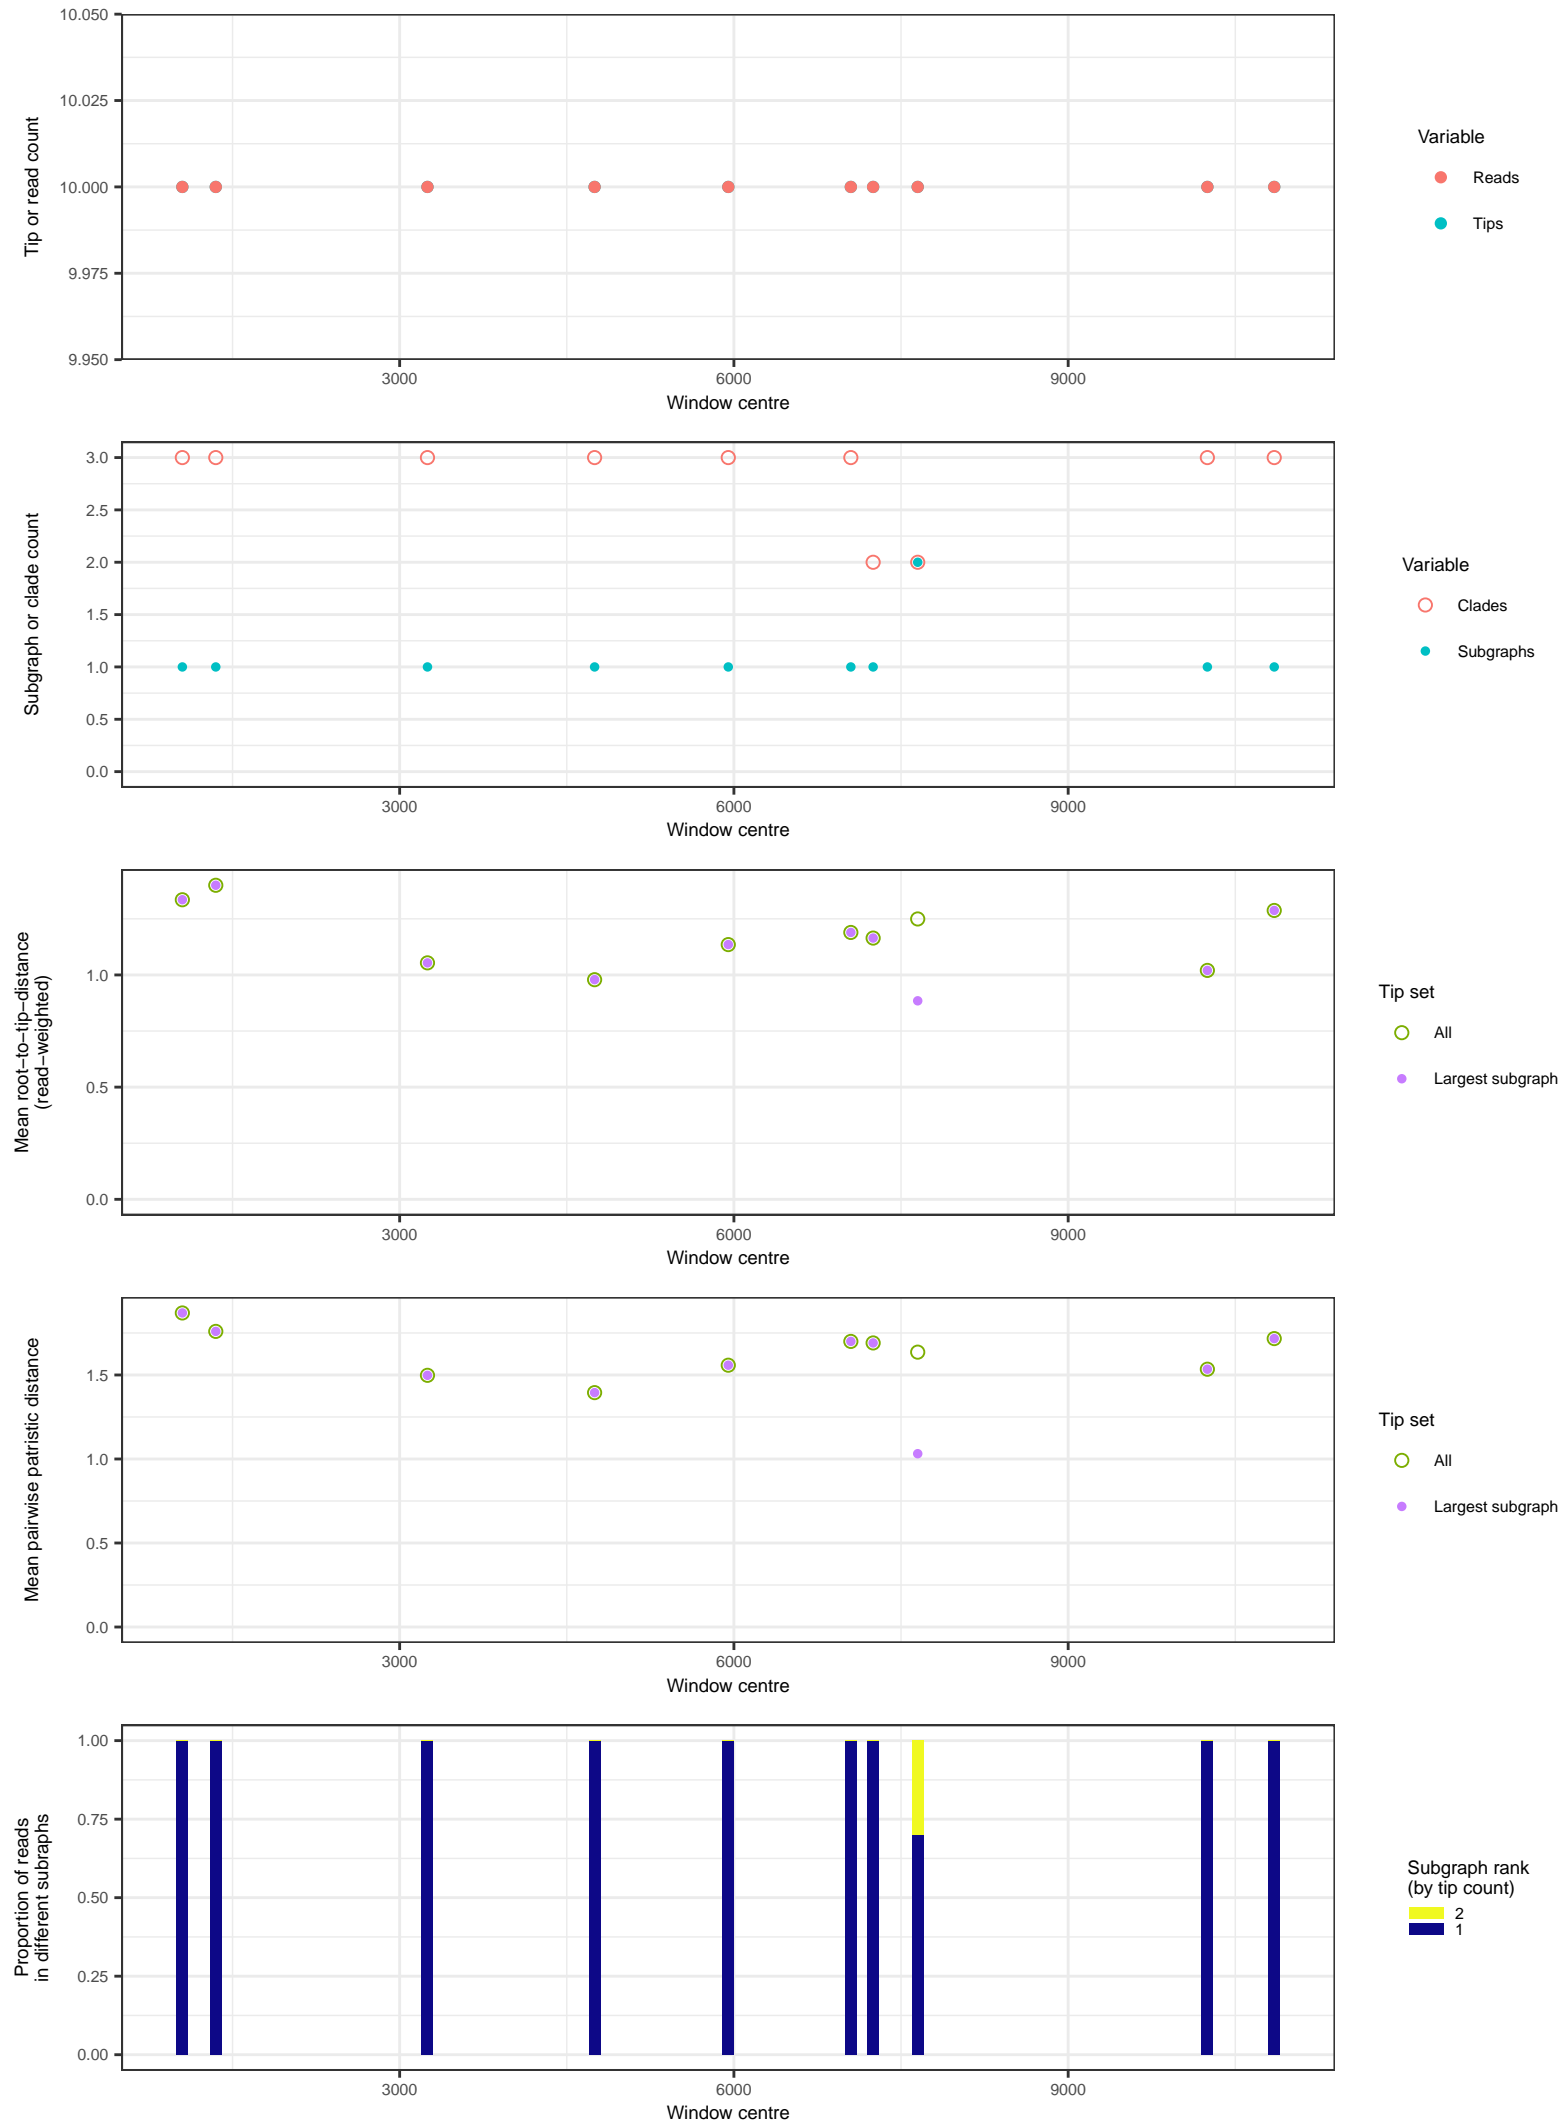 10.050
10.025
10.000
9.975
9.950
Tip or read count
3000 6000 9000
Window centre
Variable
Reads
Tips
3.0
2.5
2.0
1.5
1.0
0.5
0.0
Subgraph or clade count
3000 6000 9000
Window centre
Variable
Clades
Subgraphs
1.0
0.5
0.0
Mean root−to−tip−distance
(read−weighted)
3000 6000 9000
Window centre
Tip set
All
Largest subgraph
1.5
1.0
0.5
0.0
Mean pairwise patristic distance
3000 6000 9000
Window centre
Tip set
All
Largest subgraph
1.00
0.75
0.50
0.25
0.00
Proportion of reads
in different subraphs
3000 6000 9000
Window centre
Subgraph rank
(by tip count)
2
1